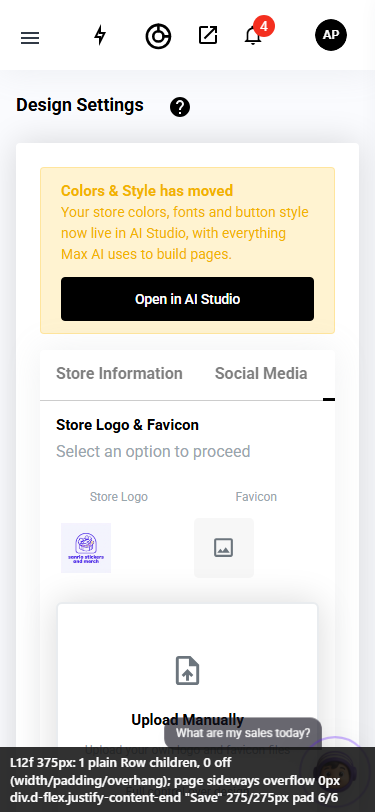 4
AP
Design Settings
?
Colors & Style has moved
Your store colors, fonts and button style
now live in AI Studio, with everything
Max AI uses to build pages.
Open in AI Studio
Store Information
Social Media
Store Logo & Favicon
Select an option to proceed
Store Logo
Favicon
sanrio stickers
and merch
Upload Manually
What are my sales today?
L12f 375px: 1 plain Row children, 0 off
(width/padding/overhang); page sideways overflow 0px
div.d-flex.justify-content-end "Save" 275/275px pad 6/6